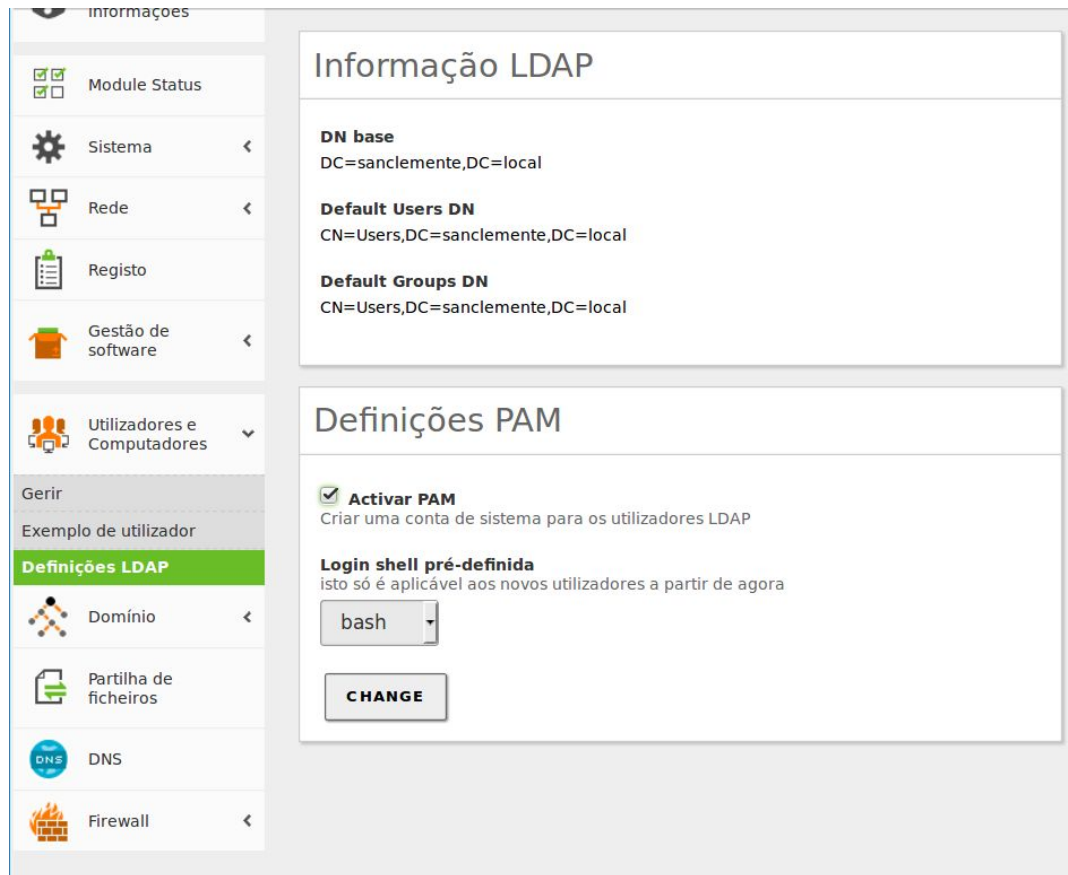 Informações
Module Status
Sistema
Rede
Registo
Gestão de
software
Utilizadores e
Computadores
Gerir
Exemplo de utilizador
Definições LDAP
Domínio
Partilha de
ficheiros
DNS
DNS
Firewall
Informação LDAP
DN base
DC=sanclemente,DC=local
Default Users DN
CN=Users,DC=sanclemente,DC=local
Default Groups DN
CN=Users,DC=sanclemente,DC=local
Definições PAM
Activar PAM
Criar uma conta de sistema para os utilizadores LDAP
Login shell pré-definida
isto só é aplicável aos novos utilizadores a partir de agora
bash
CHANGE